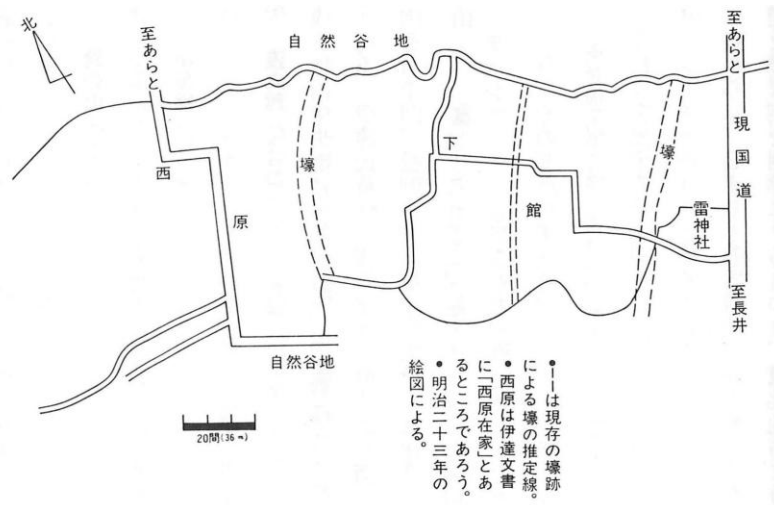 北
至あらと
自然谷地
至あらと
現国道
西
原
壕
下
館
壕
雷神社
至長井
自然谷地
20間(36m)
●---は現存の壕跡
による壕の推定線。
●西原は伊達文書
に「西原在家」とあ
るところであろう。
●明治二十三年の
絵図による。